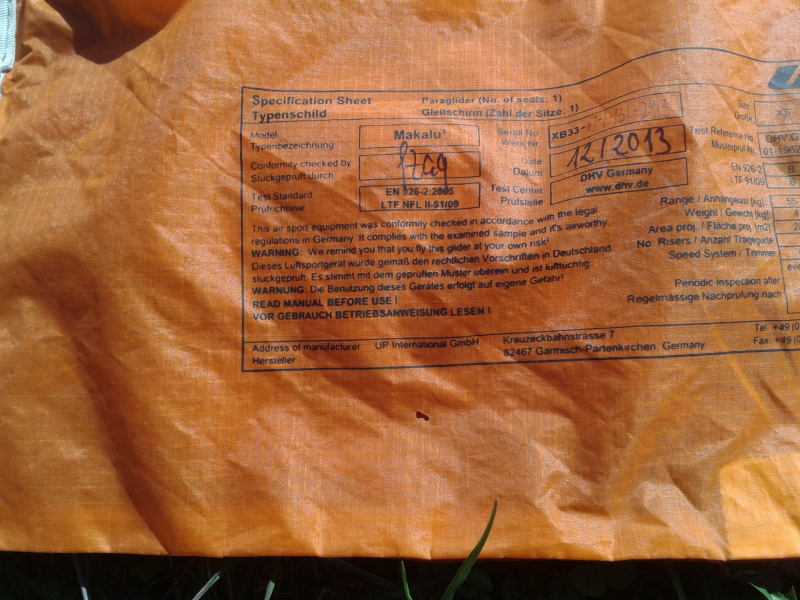 Specification Sheet
Typenschild
Paraglider (No. of seats: 1)
Gleitschirm (Zahl der Sitze: 1)
Model
Typenbezeichnung
Makalu³
Serial No
Werk Nr.
XB33-
Conformity checked by
Stückgeprüft durch
Date
Datum
12/2013
Test Standard
Prüfrichtlinie
EN 926-2:2005
LTF NFL II-91/09
Test Center
Prüfstelle
DHV Germany
www.dhv.de
Größe
XS
Test Reference No.
Musterprüf-Nr.
DHV G
EN 926-2
B
LTF 91/09
Range / Anhängelast [kg]
55
Weight / Gewicht [kg]
4
Area proj. / Fläche proj. [m2]
No. Risers / Anzahl Tragegurte
Speed System / Trimmer
Periodic inspection after
Regelmässige Nachprüfung nach
This air sport equipment was conformity checked in accordance with the legal
regulations in Germany. It complies with the examined sample and it's airworthy.
WARNING: We remind you that you fly this glider at your own risk!
Dieses Luftsportgerät wurde gemäß den rechtlichen Vorschriften in Deutschland
stückgeprüft. Es stimmt mit dem geprüften Muster überein und ist lufttüchtig.
WARNUNG: Die Benutzung dieses Gerätes erfolgt auf eigene Gefahr!
READ MANUAL BEFORE USE !
VOR GEBRAUCH BETRIEBSANWEISUNG LESEN !
Address of manufacturer
Hersteller
UP International GmbH
Kreuzeckbahnstrasse 7
82467 Garmisch-Partenkirchen, Germany
Tel. +49 (0
Fax: +49 (0